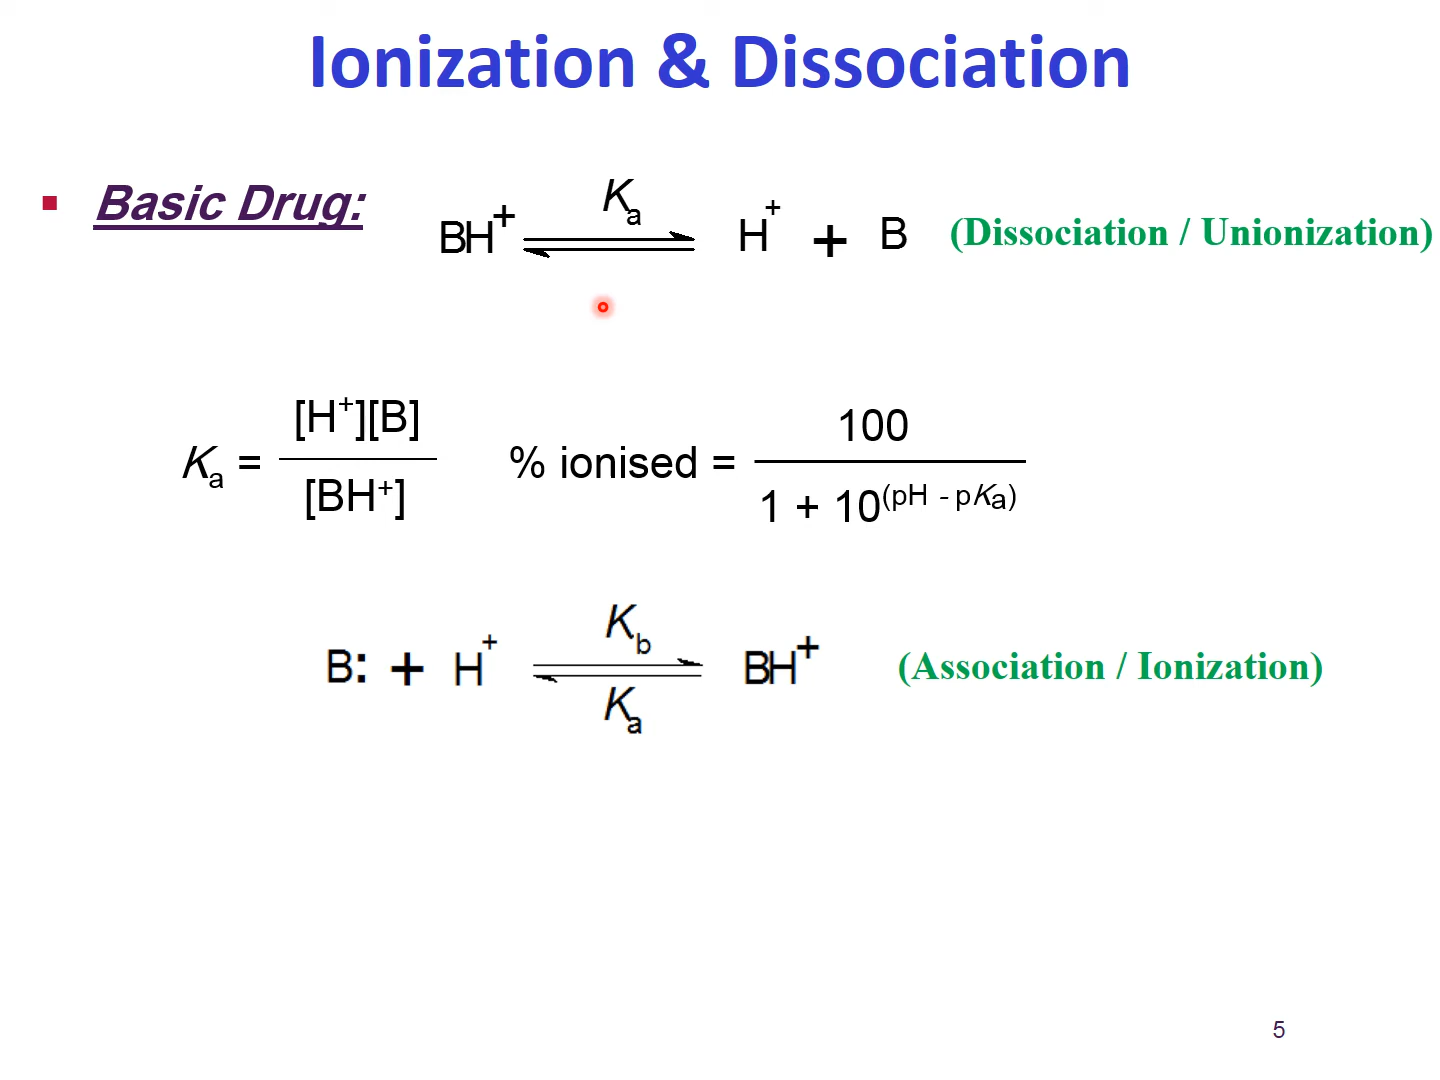 Ionization & Dissociation
▪ Basic Drug: BH⁺ ⇌ H⁺ + B (Dissociation / Unionization)
Kₐ
Kₐ = [H⁺][B] / [BH⁺] % ionised = 100 / 1 + 10^(pH - pKₐ)
B: + H⁺ ⇌ BH⁺ (Association / Ionization)
K_b
Kₐ
5